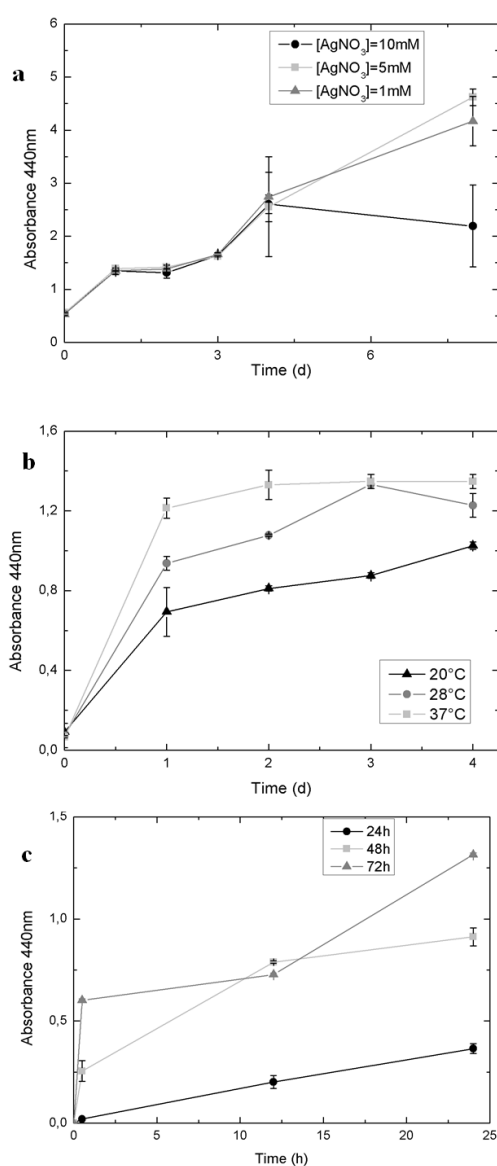 a
[AgNO3]=10mM
[AgNO3]=5mM
[AgNO3]=1mM
6
5
4
3
2
1
0
Absorbance 440nm
0 3 6
Time (d)
b
1,6
1,2
0,8
0,4
0,0
Absorbance 440nm
20°C
28°C
37°C
0 1 2 3 4
Time (d)
c
24h
48h
72h
1,5
1,0
0,5
0,0
Absorbance 440nm
0 5 10 15 20 25
Time (h)